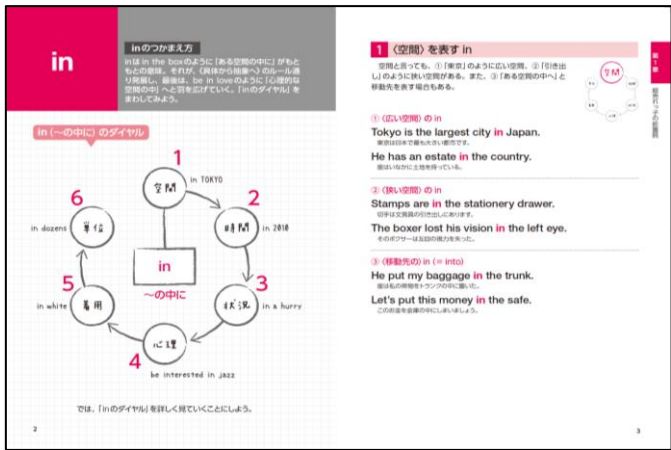 in
inのつかまえ方
inは in the boxのように「ある空間の中に」がもと
もとの意味。それが、〈具体から抽象へ〉のルール通
り発展し、最後は、be in loveのように「心理的な
空間の中」へと羽を広げていく。「inのダイヤル」を
まわしてみよう。
in（〜の中に）のダイヤル
1
空間
in TOKYO
2
時間
in 2010
3
状況
in a hurry
4
心理
be interested in jazz
5
着用
in white
6
単位
in dozens
in
〜の中に
では、「inのダイヤル」を詳しく見ていくことにしよう。
2
1 〈空間〉を表す in
空間と言っても、①「東京」のように広い空間、②「引き出
し」のように狭い空間がある。また、③「ある空間の中へ」と
移動先を表す場合もある。
空間
①〈広い空間〉の in
Tokyo is the largest city in Japan.
東京は日本で最も大きい都市です。
He has an estate in the country.
彼はいなかに土地を持っている。
②〈狭い空間〉の in
Stamps are in the stationery drawer.
切手は文房具の引き出しにあります。
The boxer lost his vision in the left eye.
そのボクサーは左目の視力を失った。
③〈移動先の〉in (= into)
He put my baggage in the trunk.
彼は私の荷物をトランクの中に置いた。
Let's put this money in the safe.
このお金を金庫の中にしまいましょう。
第1章
3